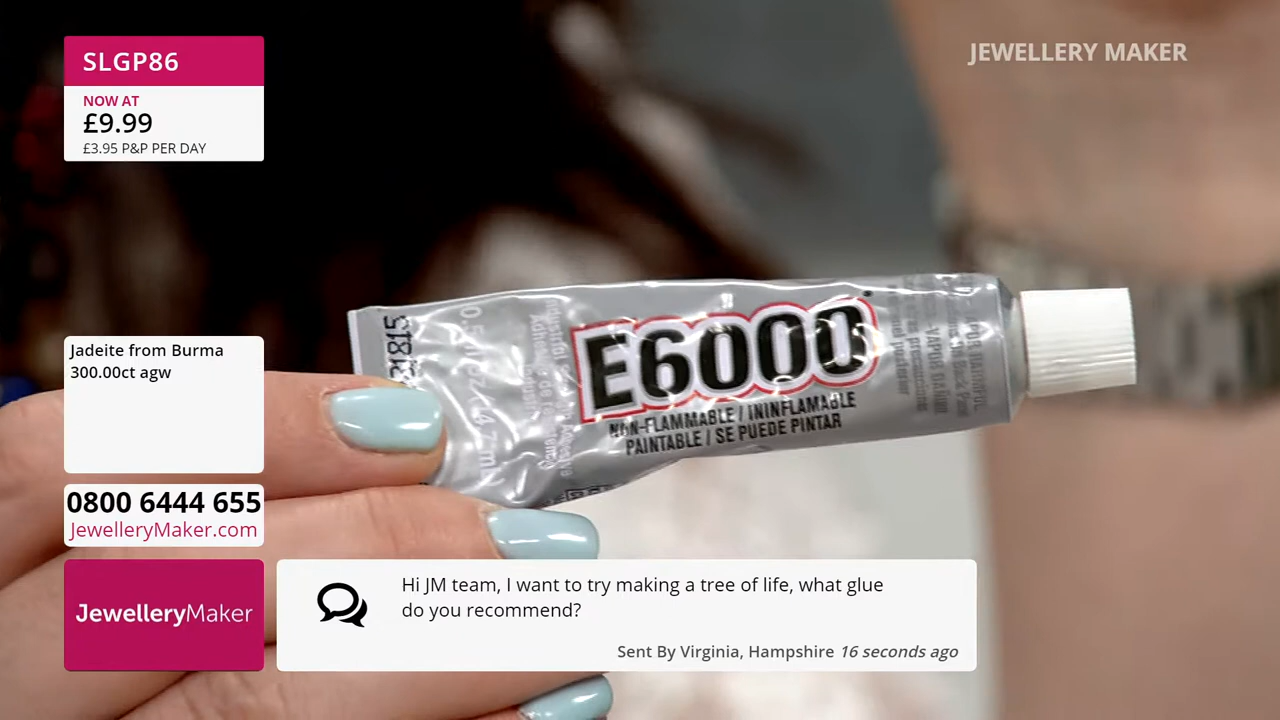 SLGP86
NOW AT
£9.99
£3.95 P&P PER DAY
JEWELLERY MAKER
E6000
NON-FLAMMABLE / ININFLAMABLE
PAINTABLE / SE PUEDE PINTAR
31815
Jadeite from Burma
300.00ct agw
0800 6444 655
JewelleryMaker.com
JewelleryMaker
Hi JM team, I want to try making a tree of life, what glue
do you recommend?
Sent By Virginia, Hampshire 16 seconds ago